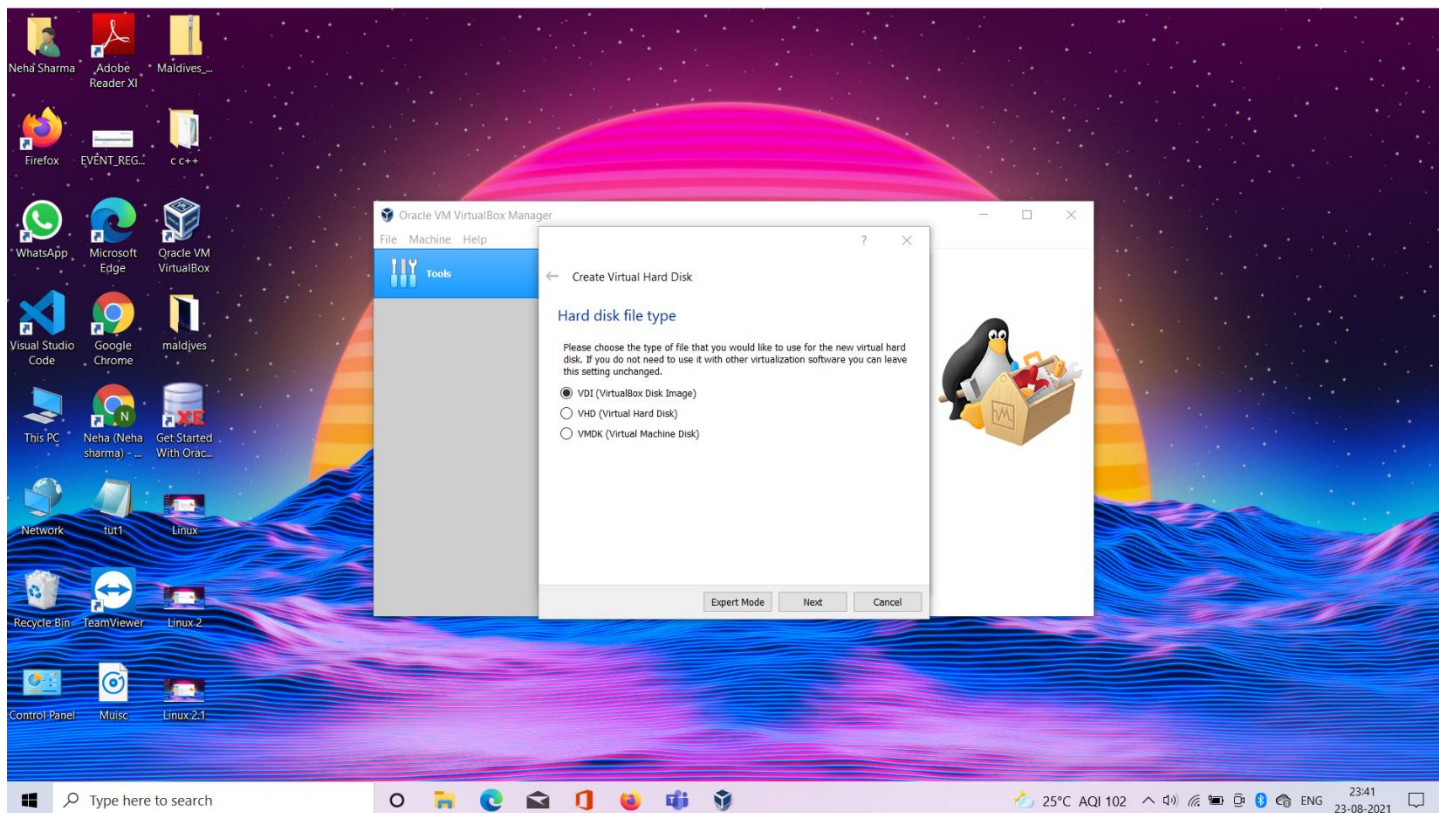 Neha Sharma
Adobe
Reader XI
Maldives_...
Firefox
EVENT_REG...
c c++
WhatsApp
Microsoft
Edge
Oracle VM
VirtualBox
Visual Studio
Code
Google
Chrome
maldives
This PC
Neha (Neha
sharma) - ...
Get Started
With Orac...
Network
tut1
Linux
Recycle Bin
TeamViewer
Linux 2
Control Panel
Muisc
Linux 2.1
Oracle VM VirtualBox Manager
File Machine Help
Tools
Create Virtual Hard Disk
Hard disk file type
Please choose the type of file that you would like to use for the new virtual hard
disk. If you do not need to use it with other virtualization software you can leave
this setting unchanged.
VDI (VirtualBox Disk Image)
VHD (Virtual Hard Disk)
VMDK (Virtual Machine Disk)
Expert Mode Next Cancel
Type here to search
25°C AQI 102
ENG
23:41
23-08-2021